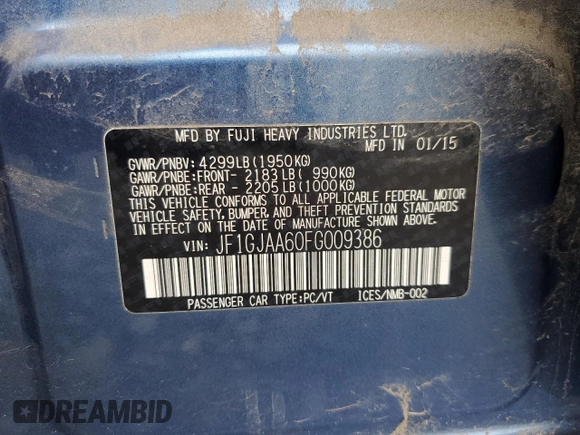 MFD BY FUJI HEAVY INDUSTRIES LTD.
MFD IN 01/15
GVWR/PNBV: 4299LB(1950KG)
GAWR/PNBE:FRONT- 2183LB( 990KG)
GAWR/PNBE:REAR - 2205LB(1000KG)
THIS VEHICLE CONFORMS TO ALL APPLICABLE FEDERAL MOTOR
VEHICLE SAFETY, BUMPER, AND THEFT PREVENTION STANDARDS
IN EFFECT ON THE DATE OF MANUFACTURE SHOWN ABOVE.
VIN: JF1GJAA60FG009386
PASSENGER CAR TYPE:PC/VT ICES/NMB-002
DREAMBID